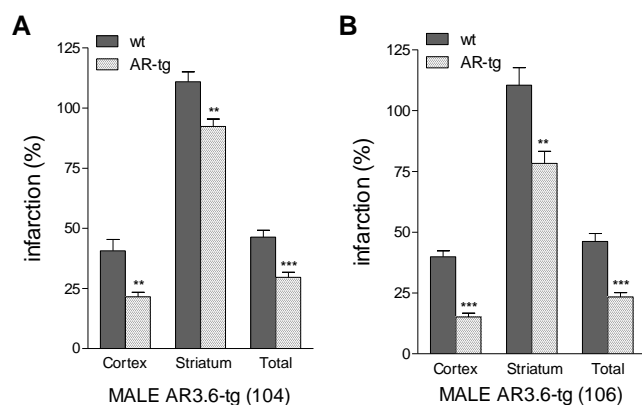 A
wt
AR-tg
infarction (%)
125
100
75
50
25
0
**
**
***
Cortex Striatum Total
MALE AR3.6-tg (104)
B
wt
AR-tg
infarction (%)
125
100
75
50
25
0
***
**
***
Cortex Striatum Total
MALE AR3.6-tg (106)